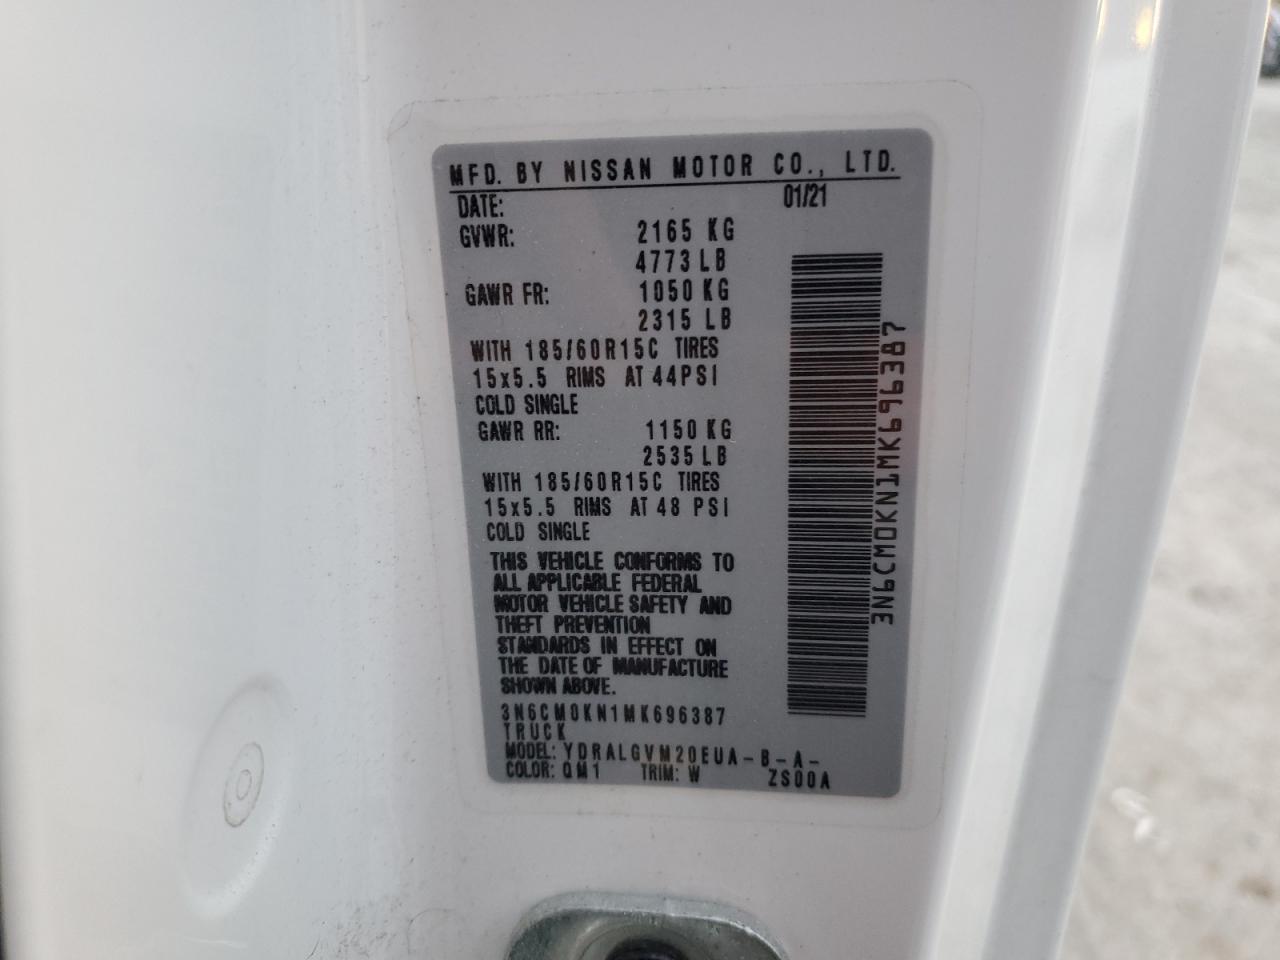 MFD. BY NISSAN MOTOR CO., LTD.
DATE: 01/21
GVWR: 2165 KG
4773 LB
GAWR FR: 1050 KG
2315 LB
WITH 185/60R15C TIRES
15x5.5 RIMS AT 44PSI
COLD SINGLE
GAWR RR: 1150 KG
2535 LB
WITH 185/60R15C TIRES
15x5.5 RIMS AT 48 PSI
COLD SINGLE
THIS VEHICLE CONFORMS TO
ALL APPLICABLE FEDERAL
MOTOR VEHICLE SAFETY AND
THEFT PREVENTION
STANDARDS IN EFFECT ON
THE DATE OF MANUFACTURE
SHOWN ABOVE.
3N6CM0KN1MK696387
TRUCK
MODEL: YDRALGVM20EUA-B-A-
COLOR: QM1 TRIM: W ZS00A
3N6CM0KN1MK696387